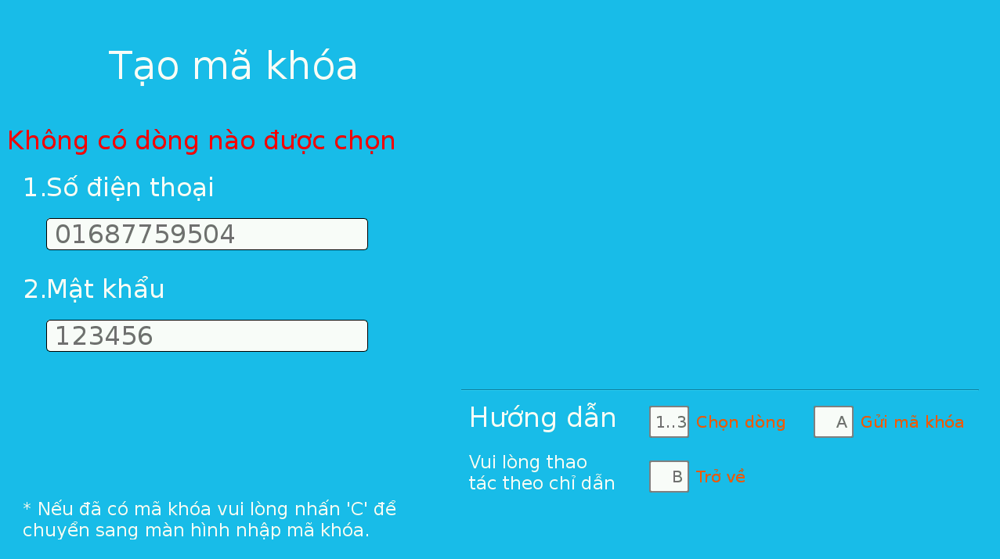 Tạo mã khóa
Không có dòng nào được chọn
1.Số điện thoại
01687759504
2.Mật khẩu
123456
Hướng dẫn
1..3 Chọn dòng
A Gửi mã khóa
Vui lòng thao
tác theo chỉ dẫn
B Trở về
* Nếu đã có mã khóa vui lòng nhấn 'C' để
chuyển sang màn hình nhập mã khóa.